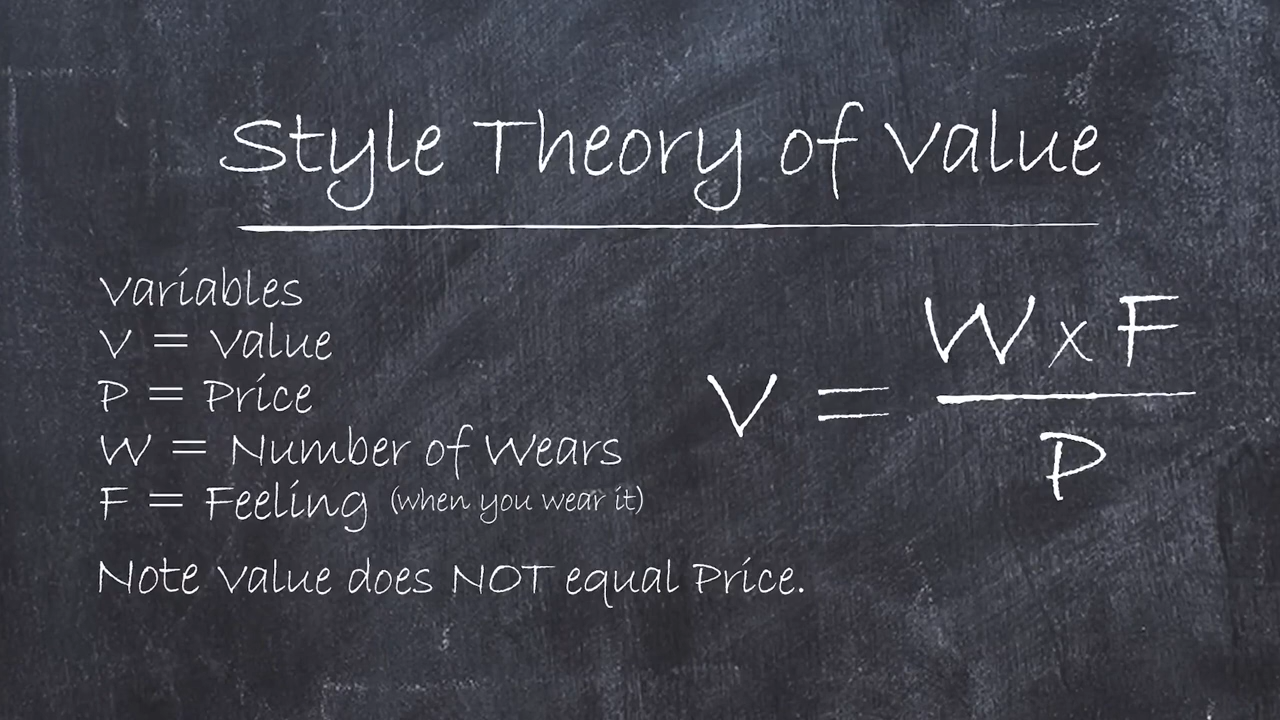 Style Theory of Value
Variables
V = Value
P = Price
W = Number of Wears
F = Feeling (when you wear it)
Note Value does NOT equal Price.
W x F
V =
P